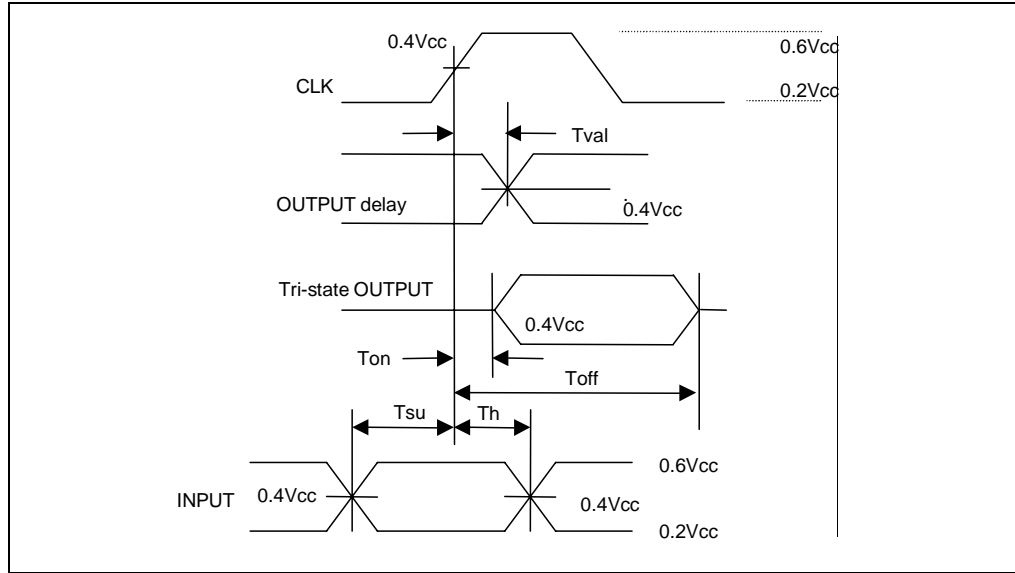 0.4Vcc
0.6Vcc
CLK
0.2Vcc
Tval
OUTPUT delay
0.4Vcc
Tri-state OUTPUT
0.4Vcc
Ton
Toff
Tsu
Th
0.6Vcc
INPUT
0.4Vcc
0.4Vcc
0.2Vcc